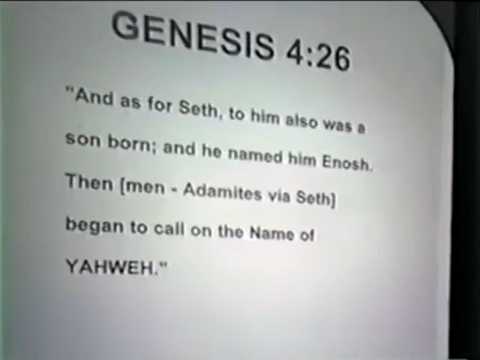 GENESIS 4:26
"And as for Seth, to him also was a
son born; and he named him Enosh.
Then [men - Adamites via Seth]
began to call on the Name of
YAHWEH."